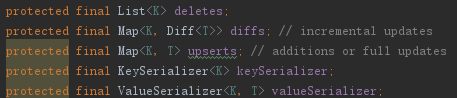 protected final List<K> deletes;
protected final Map<K, Diff<T>> diffs; // incremental updates
protected final Map<K, T> upserts; // additions or full updates
protected final KeySerializer<K> keySerializer;
protected final ValueSerializer<K, T> valueSerializer;